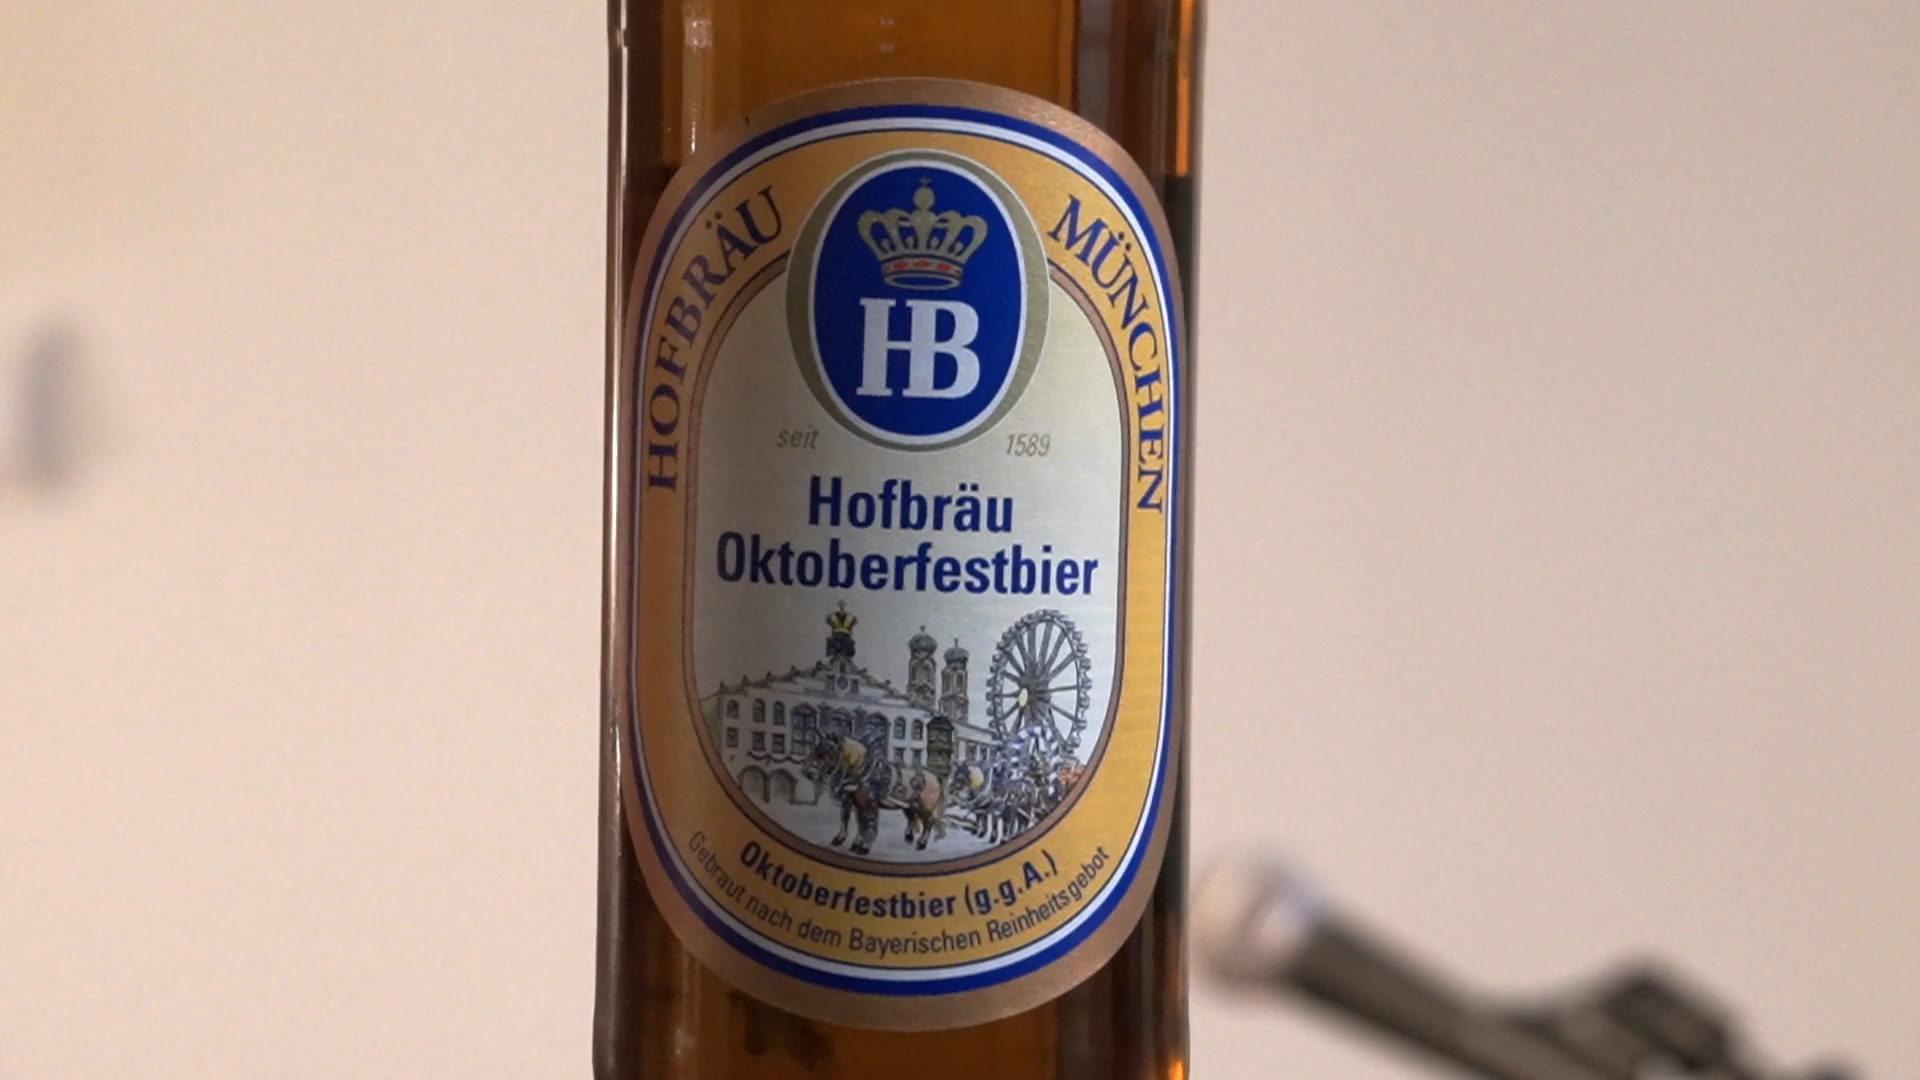 HOFBRÄU MÜNCHEN
HB
seit 1589
Hofbräu
Oktoberfestbier
Oktoberfestbier (g.g.A.)
Gebraut nach dem Bayerischen Reinheitsgebot